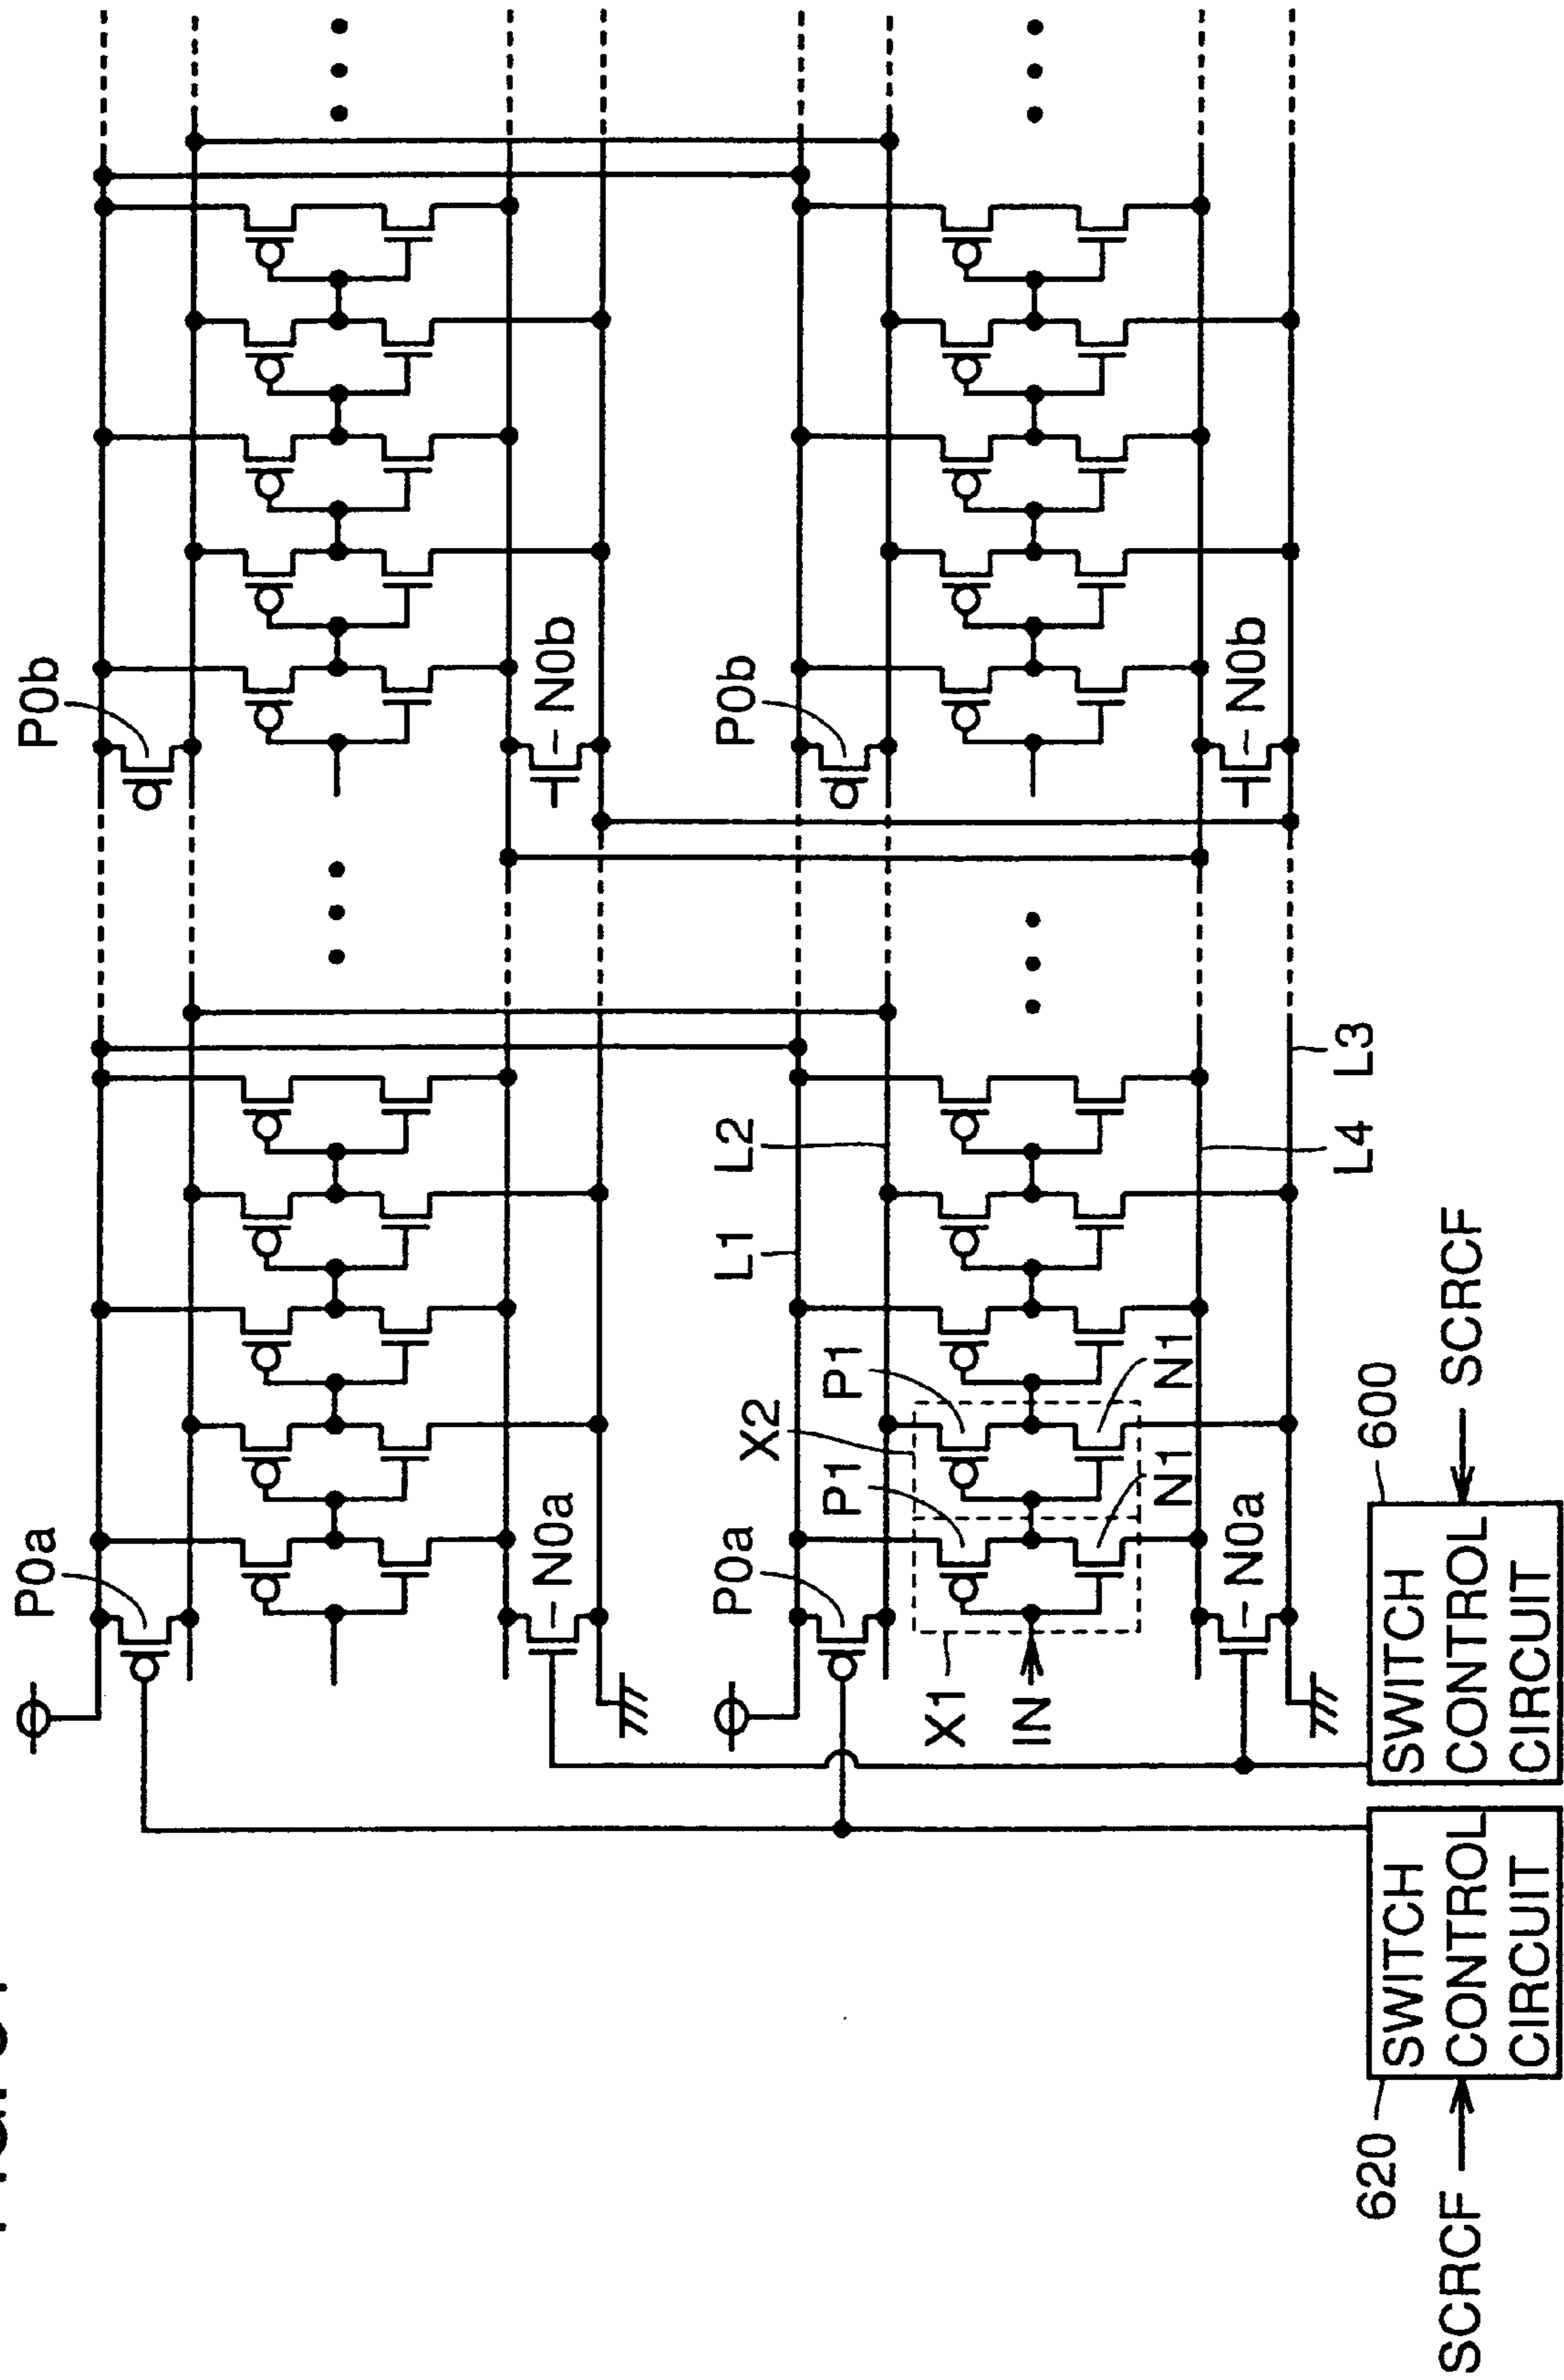 P0a
P0b
N0a
N0b
P0a
L1
L2
P0b
X2
P1
P1
X1
IN
N1
N1
N0a
N0b
L4
L3
620
SWITCH
CONTROL
CIRCUIT
SCRCF
600
SWITCH
CONTROL
CIRCUIT
SCRCF